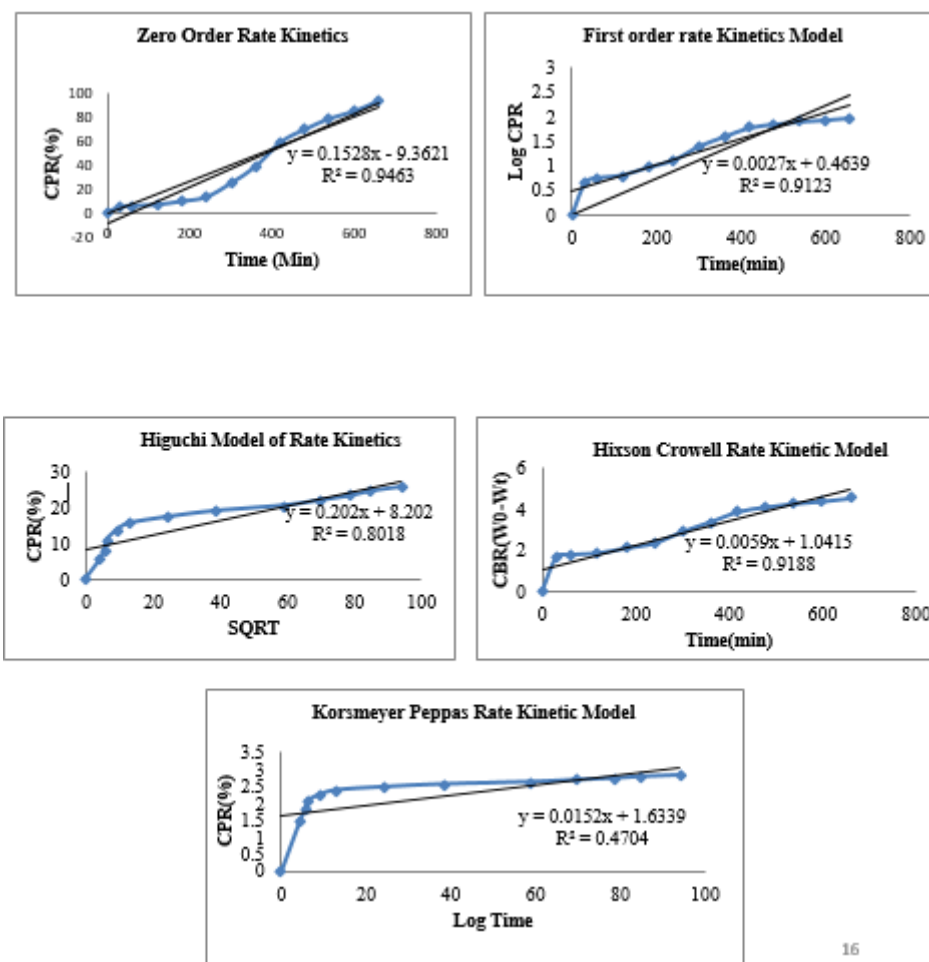 Zero Order Rate Kinetics
100
80
60
40
20
0
-20
0
200
400
600
800
CPR(%)
Time (Min)
y = 0.1528x - 9.3621
R² = 0.9463
First order rate Kinetics Model
3
2.5
2
1.5
1
0.5
0
0
200
400
600
800
Log CPR
Time(min)
y = 0.0027x + 0.4639
R² = 0.9123
Higuchi Model of Rate Kinetics
30
20
10
0
0
20
40
60
80
100
CPR(%)
SQRT
y = 0.202x + 8.202
R² = 0.8018
Hixson Crowell Rate Kinetic Model
6
4
2
0
0
200
400
600
800
CBR(W0-Wt)
Time(min)
y = 0.0059x + 1.0415
R² = 0.9188
Korsmeyer Peppas Rate Kinetic Model
3.5
3
2.5
2
1.5
1
0.5
0
0
20
40
60
80
100
CPR(%)
Log Time
y = 0.0152x + 1.6339
R² = 0.4704
16